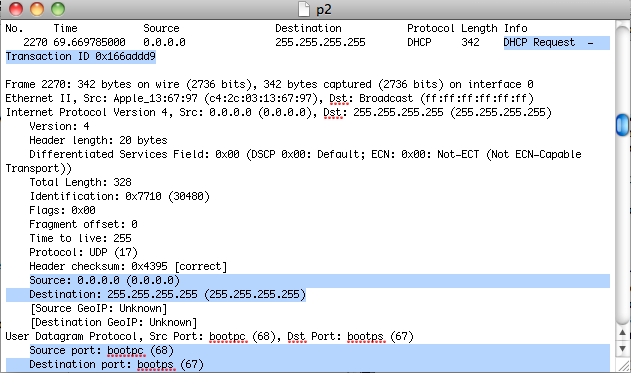 p2
No. Time Source Destination Protocol Length Info
2270 69.669785000 0.0.0.0 255.255.255.255 DHCP 342 DHCP Request –
Transaction ID 0x166addd9
Frame 2270: 342 bytes on wire (2736 bits), 342 bytes captured (2736 bits) on interface 0
Ethernet II, Src: Apple_13:67:97 (c4:2c:03:13:67:97), Dst: Broadcast (ff:ff:ff:ff:ff:ff)
Internet Protocol Version 4, Src: 0.0.0.0 (0.0.0.0), Dst: 255.255.255.255 (255.255.255.255)
Version: 4
Header length: 20 bytes
Differentiated Services Field: 0x00 (DSCP 0x00: Default; ECN: 0x00: Not-ECT (Not ECN-Capable
Transport))
Total Length: 328
Identification: 0x7710 (30480)
Flags: 0x00
Fragment offset: 0
Time to live: 255
Protocol: UDP (17)
Header checksum: 0x4395 [correct]
Source: 0.0.0.0 (0.0.0.0)
Destination: 255.255.255.255 (255.255.255.255)
[Source GeoIP: Unknown]
[Destination GeoIP: Unknown]
User Datagram Protocol, Src Port: bootpc (68), Dst Port: bootps (67)
Source port: bootpc (68)
Destination port: bootps (67)